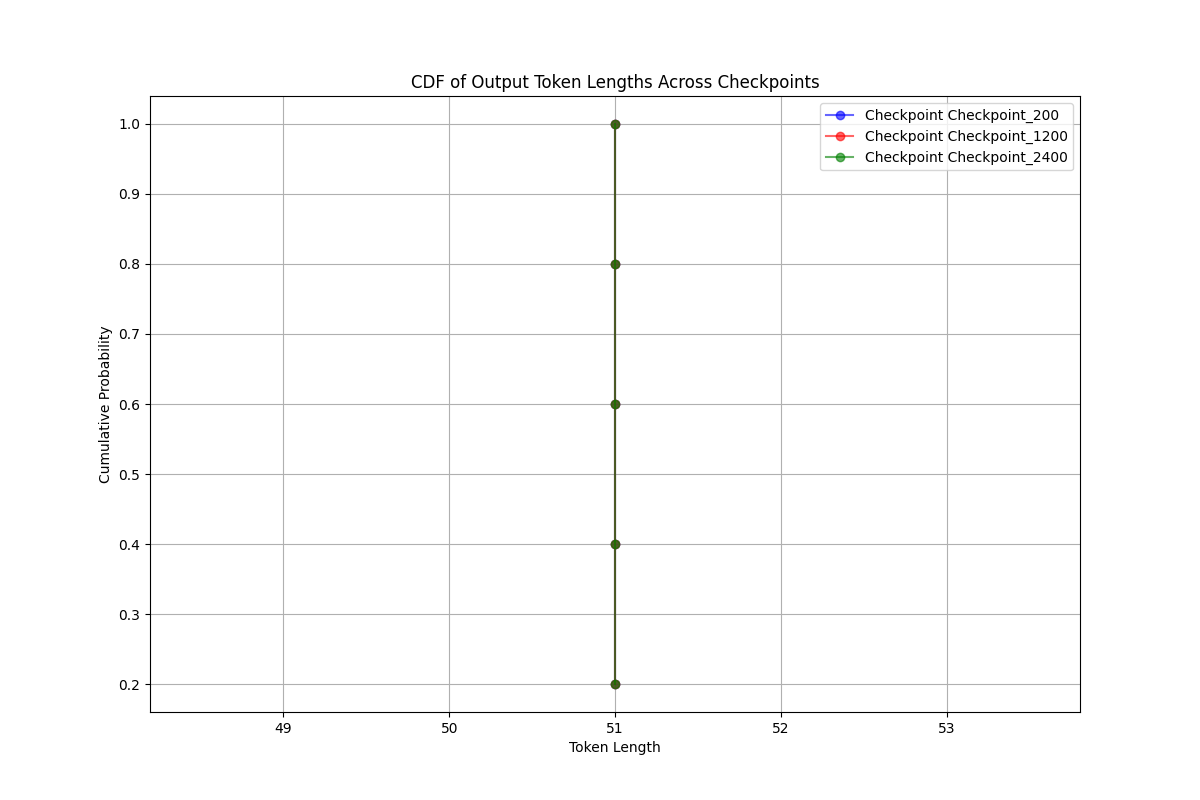 CDF of Output Token Lengths Across Checkpoints
Checkpoint Checkpoint_200
Checkpoint Checkpoint_1200
Checkpoint Checkpoint_2400
Cumulative Probability
1.0
0.9
0.8
0.7
0.6
0.5
0.4
0.3
0.2
49 50 51 52 53
Token Length